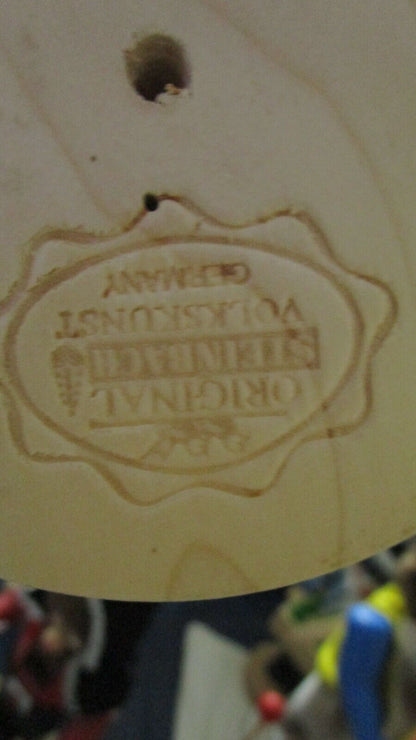 ORIGINAL
STEINBACH
VOLKSKUNST
GERMANY